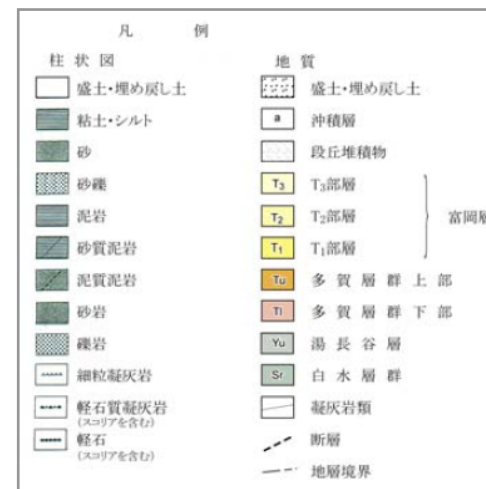 凡 例
柱 状 図
盛土・埋め戻し土
粘土・シルト
砂
砂礫
泥岩
砂質泥岩
泥質泥岩
砂岩
礫岩
細粒凝灰岩
軽石質凝灰岩
(スコリアを含む)
軽石
(スコリアを含む)
地 質
盛土・埋め戻し土
a 沖積層
段丘堆積物
T3 T3部層
T2 T2部層
T1 T1部層
富岡層
Tu 多 賀 層 群 上 部
Tl 多 賀 層 群 下 部
Yu 湯 長 谷 層
Sr 白 水 層 群
凝灰岩類
断層
地層境界